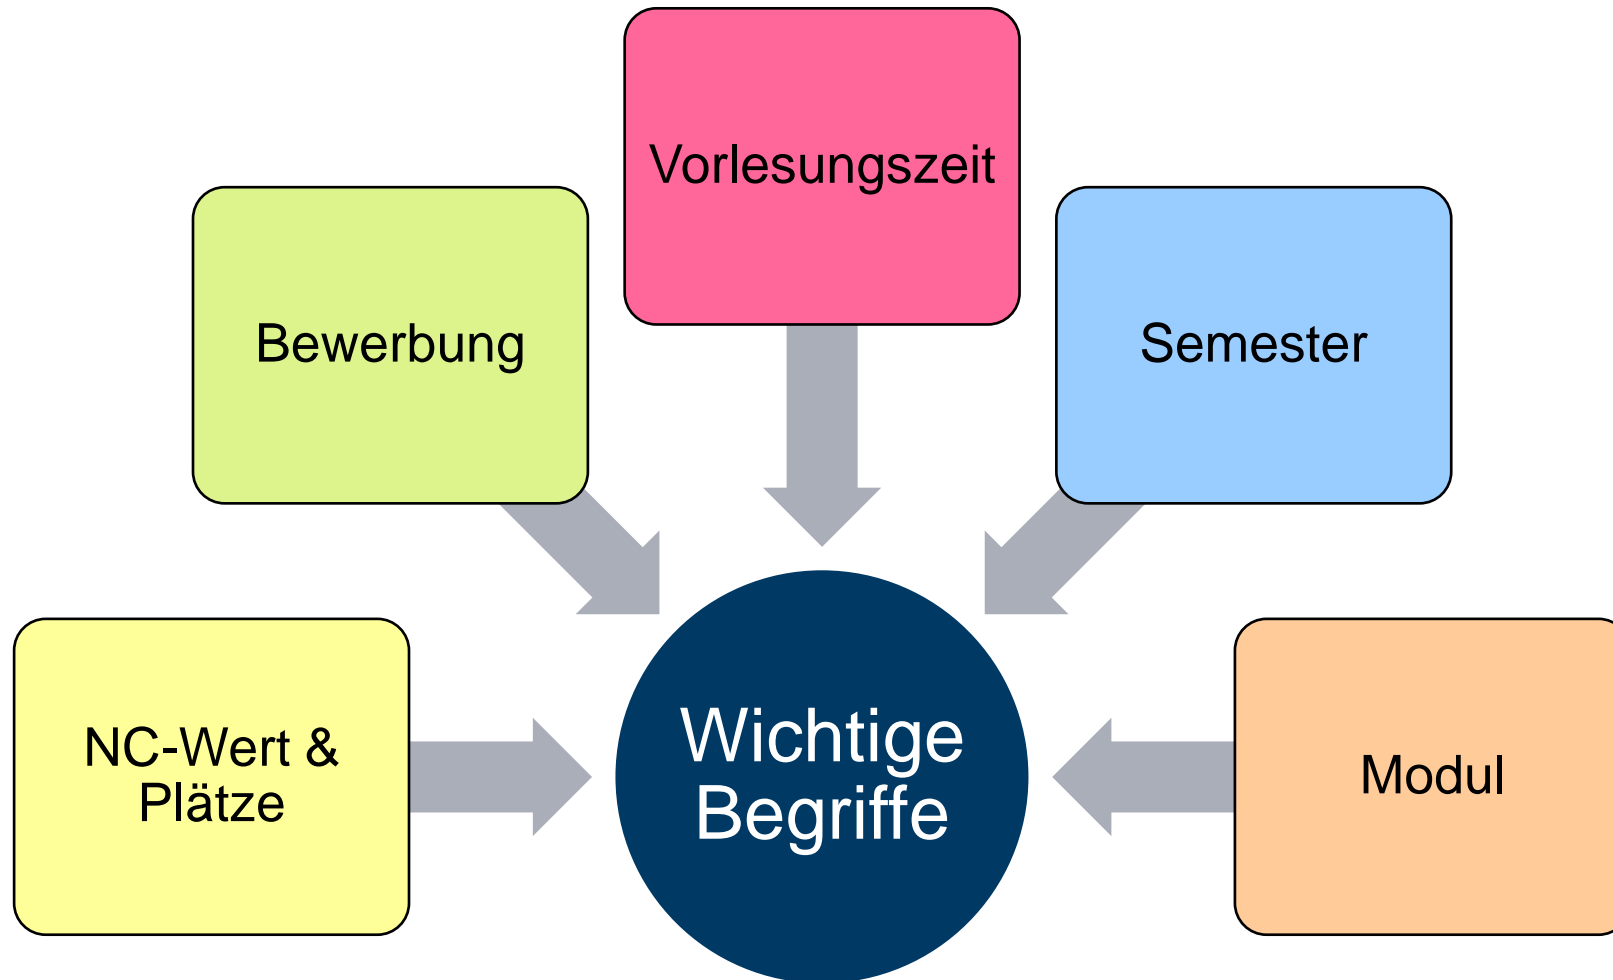 Vorlesungszeit
Bewerbung
Semester
NC-Wert &
Plätze
Wichtige
Begriffe
Modul